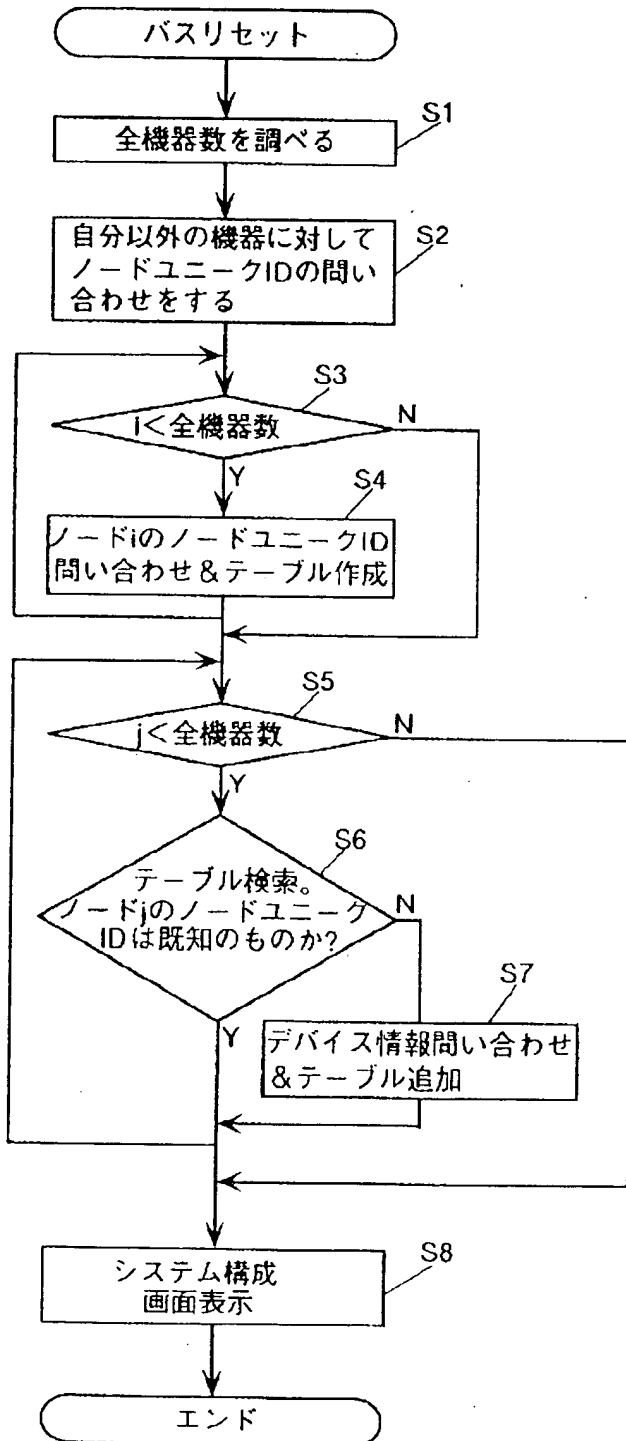 バスリセット
S1
全機器数を調べる
S2
自分以外の機器に対して
ノードユニークIDの問い
合わせをする
S3
i<全機器数
N
Y
S4
ノードiのノードユニークID
問い合わせ&テーブル作成
S5
j<全機器数
N
Y
S6
テーブル検索。
ノードjのノードユニーク
IDは既知のものか?
N
Y
S7
デバイス情報問い合わせ
&テーブル追加
S8
システム構成
画面表示
エンド